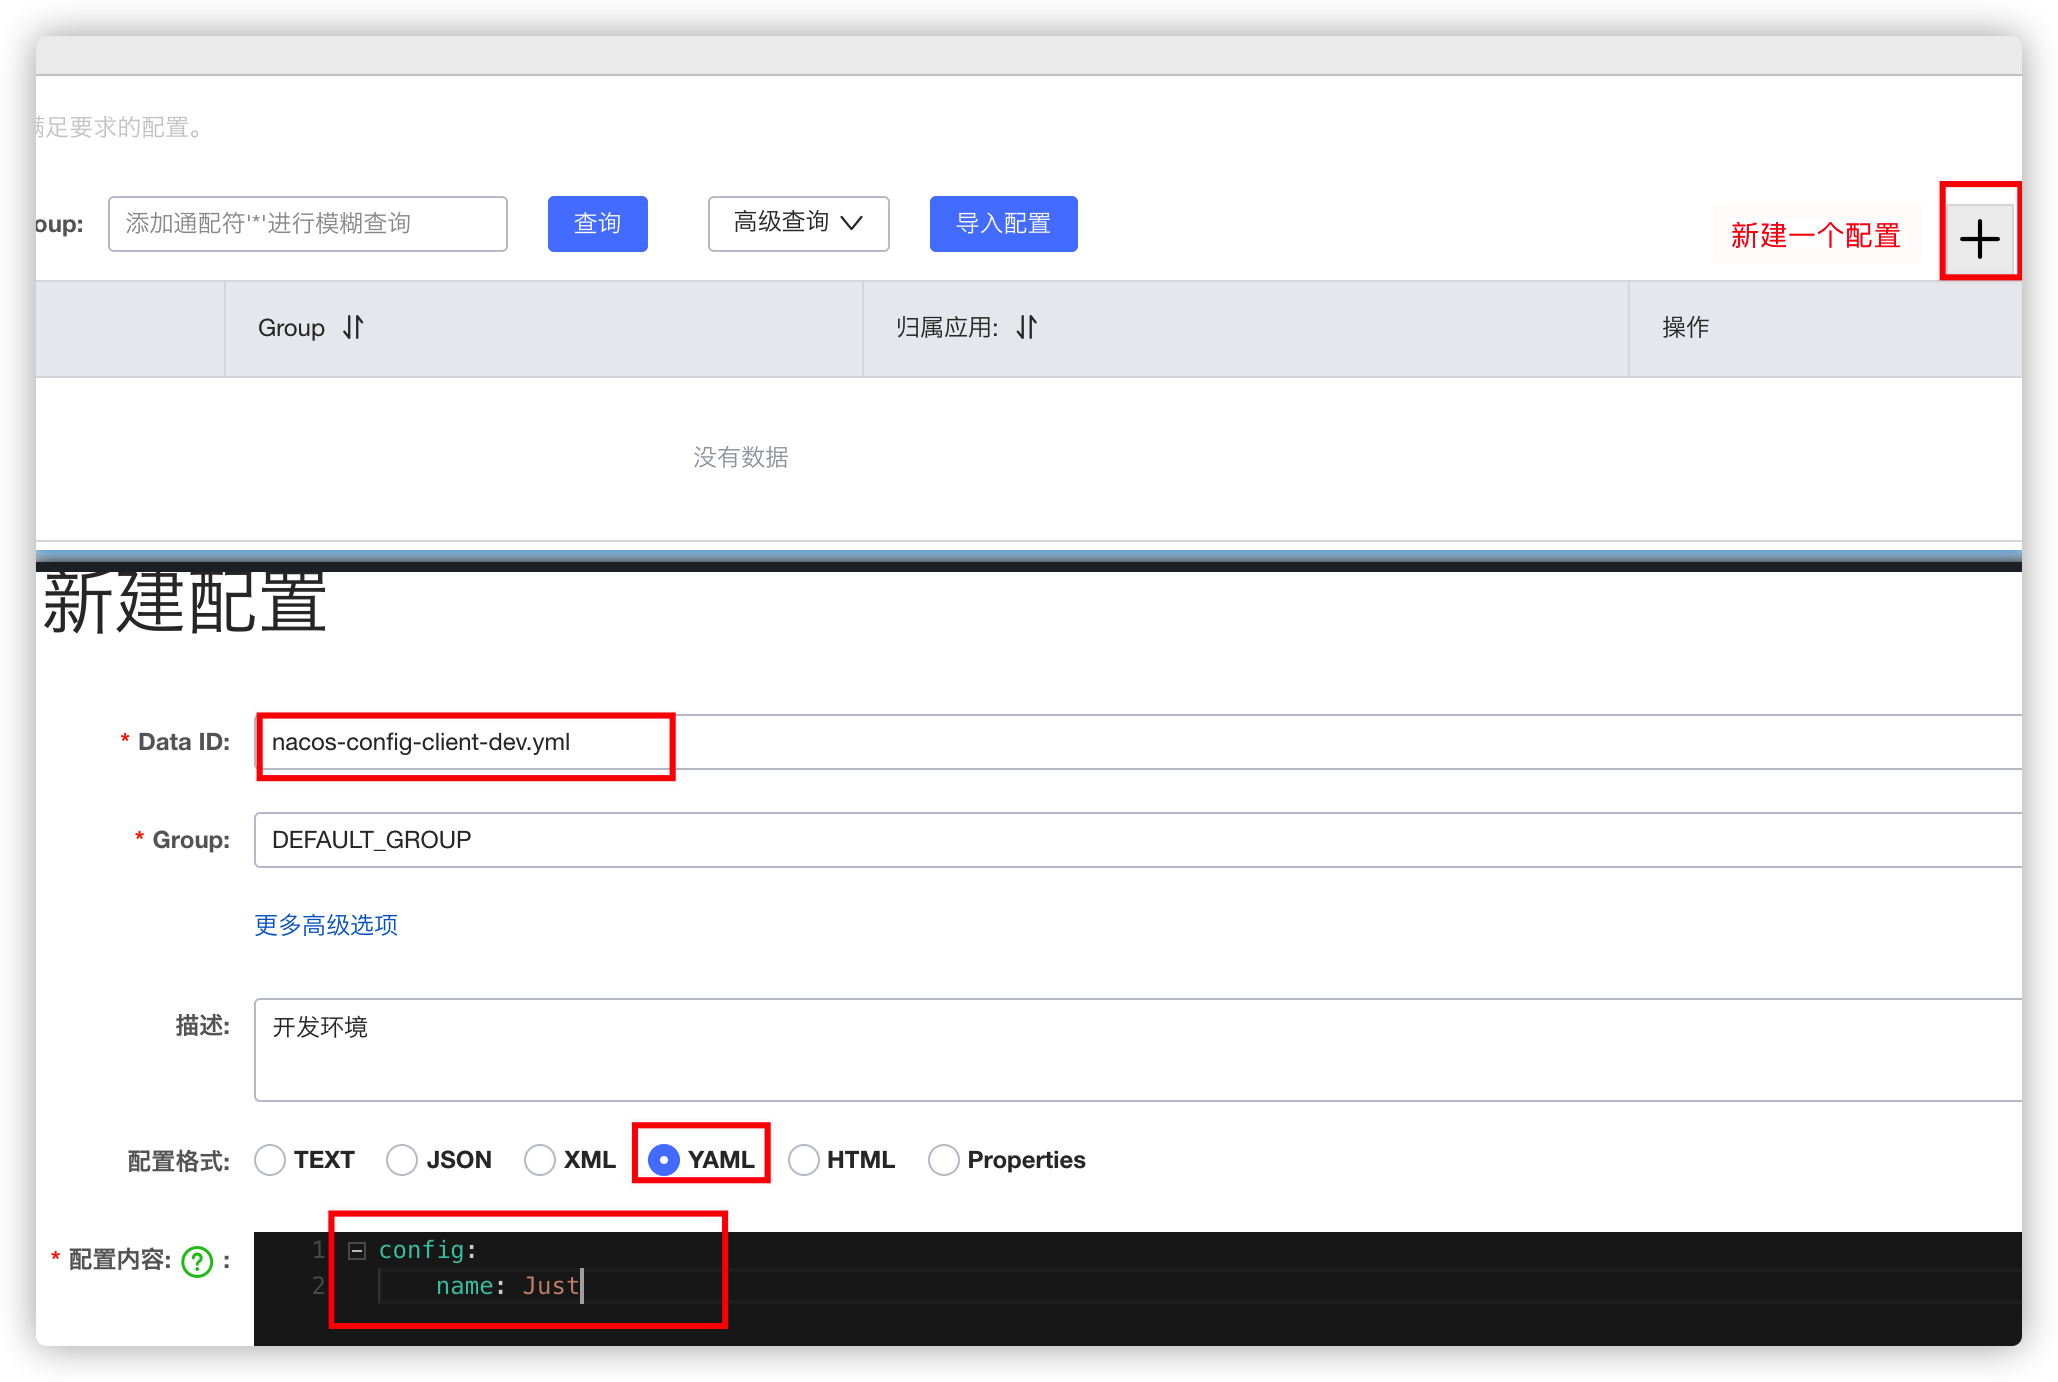 足要求的配置。
oup: 添加通配符'*'进行模糊查询 查询 高级查询 导入配置 新建一个配置
Group 归属应用: 操作
没有数据
新建配置
* Data ID: nacos-config-client-dev.yml
* Group: DEFAULT_GROUP
更多高级选项
描述: 开发环境
配置格式: TEXT JSON XML YAML HTML Properties
* 配置内容: ? : 1 config:
2 name: Just